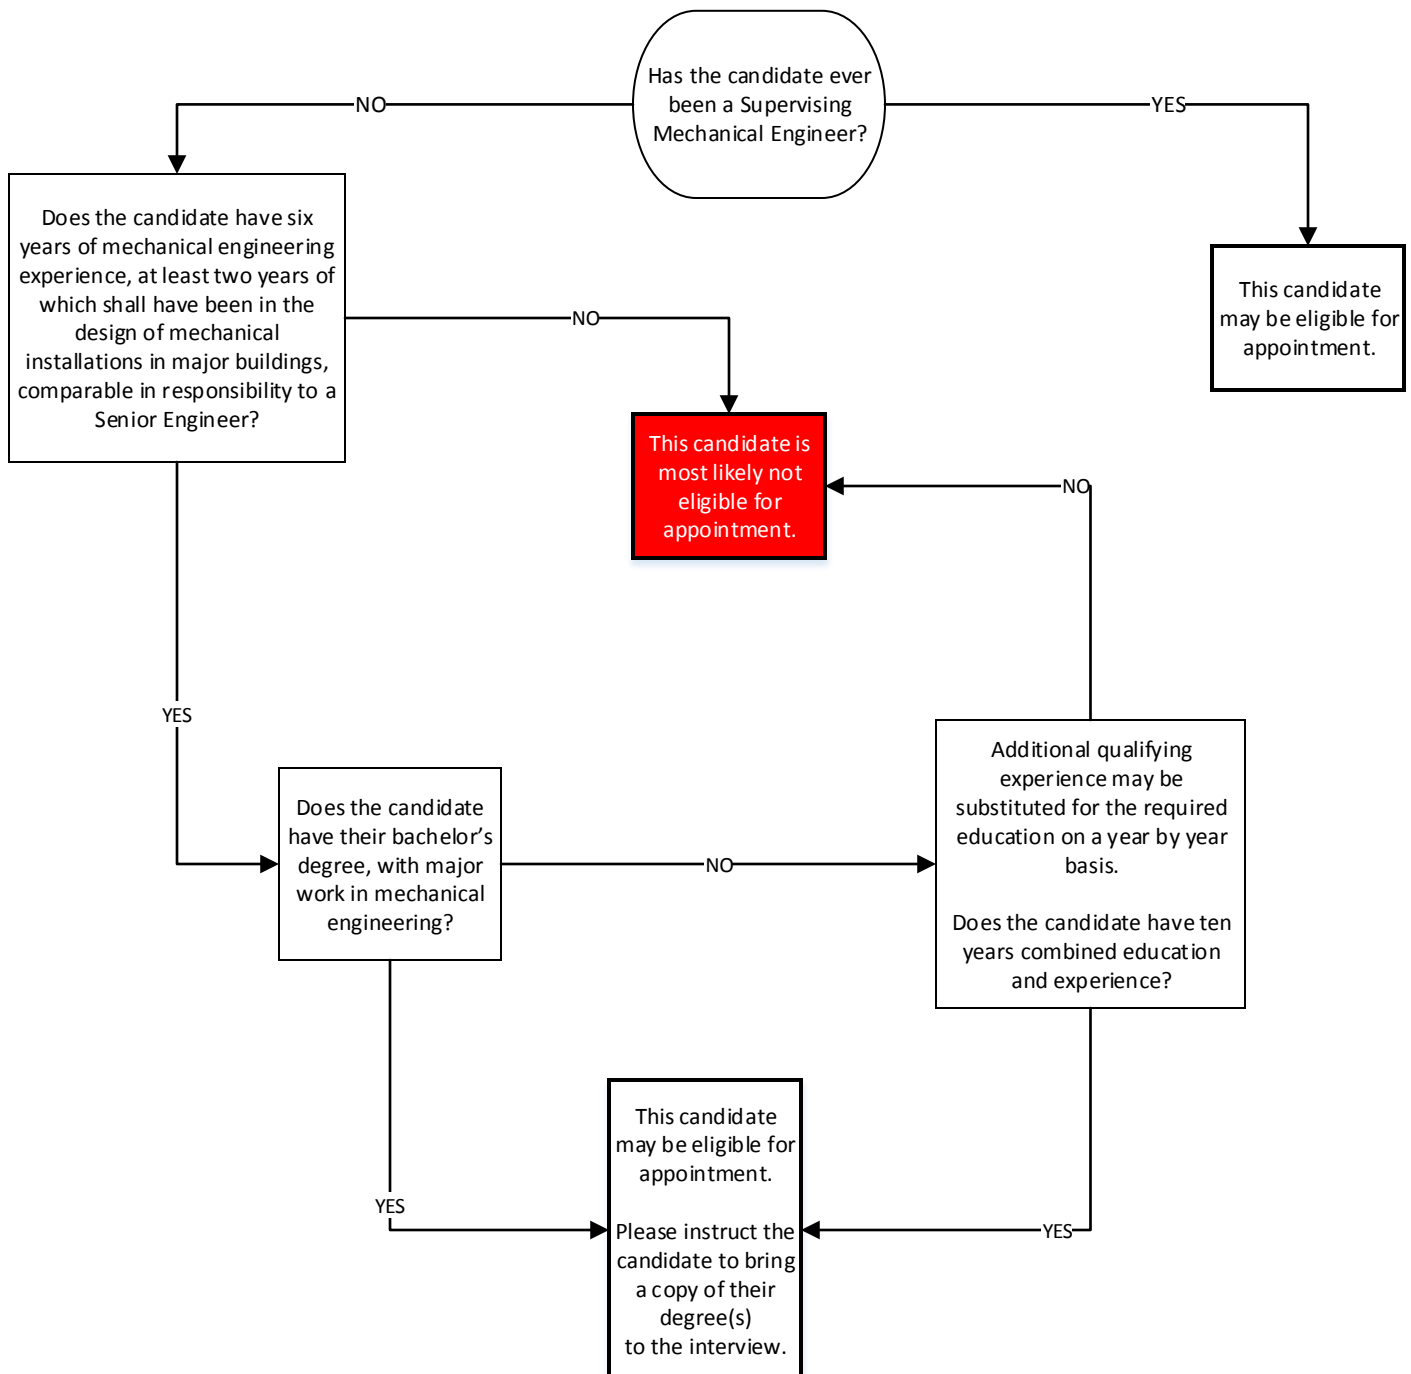 Has the candidate ever
been a Supervising
Mechanical Engineer?
NO
YES
Does the candidate have six
years of mechanical engineering
experience, at least two years of
which shall have been in the
design of mechanical
installations in major buildings,
comparable in responsibility to a
Senior Engineer?
This candidate
may be eligible for
appointment.
NO
This candidate is
most likely not
eligible for
appointment.
NO
YES
Does the candidate
have their bachelor’s
degree, with major
work in mechanical
engineering?
NO
Additional qualifying
experience may be
substituted for the required
education on a year by year
basis.
Does the candidate have ten
years combined education
and experience?
YES
YES
This candidate
may be eligible for
appointment.
Please instruct the
candidate to bring
a copy of their
degree(s)
to the interview.